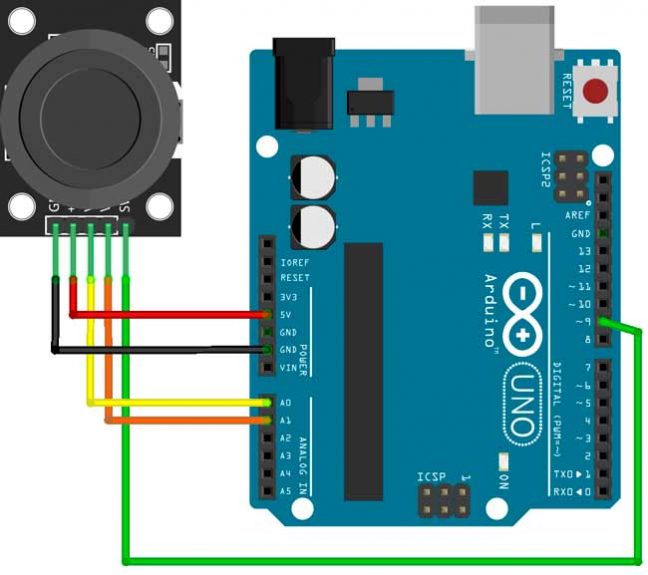 +
RESET
ICSP2
AREF
GND
13
12
~11
~10
~9
8
7
~6
~5
4
~3
2
TX0▶1
RX0◀0
IOREF
RESET
3V3
5V
GND
GND
VIN
A0
A1
A2
A3
A4
A5
POWER
ANALOG IN
RX
TX
L
Arduino™
UNO
DIGITAL (PWM=~)
ON
ICSP
1